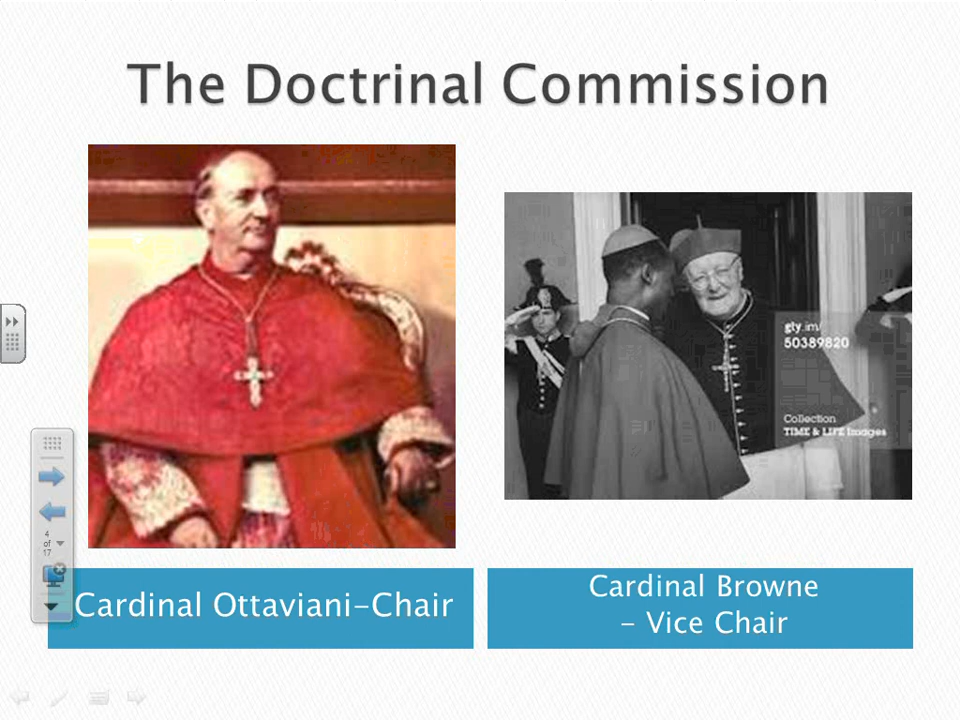 The Doctrinal Commission
gty.im/
50389820
Collection
TIME & LIFE Images
4
of
17
Cardinal Ottaviani-Chair
Cardinal Browne
- Vice Chair